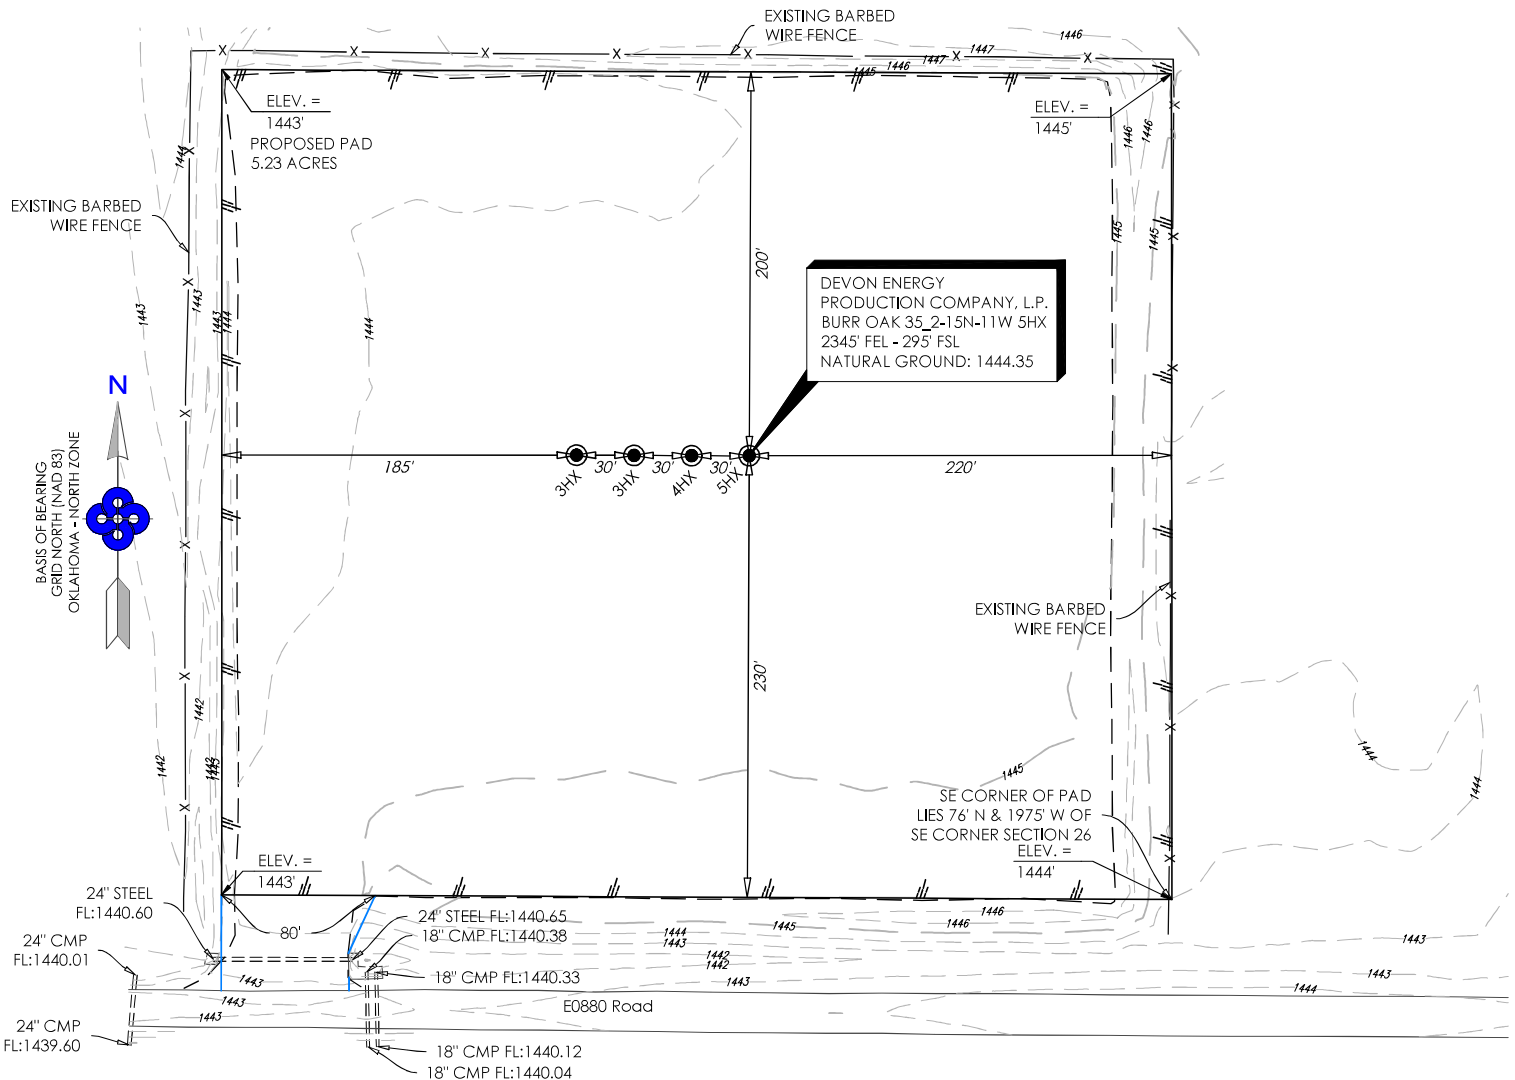 EXISTING BARBED
WIRE FENCE
1446
1447
1447
1446
1445
ELEV. =
1443'
PROPOSED PAD
5.23 ACRES
ELEV. =
1445'
1446
1446
1444
EXISTING BARBED
WIRE FENCE
1445
1445
200'
DEVON ENERGY
PRODUCTION COMPANY, L.P.
BURR OAK 35_2-15N-11W 5HX
2345' FEL - 295' FSL
NATURAL GROUND: 1444.35
1443
1443
1443
1444
1444
N
BASIS OF BEARING
GRID NORTH (NAD 83)
OKLAHOMA - NORTH ZONE
185'
30'
30'
30'
220'
3HX
3HX
4HX
5HX
EXISTING BARBED
WIRE FENCE
230'
1442
1442
1442
1443
1445
1444
1444
SE CORNER OF PAD
LIES 76' N & 1975' W OF
SE CORNER SECTION 26
ELEV. =
1444'
ELEV. =
1443'
24" STEEL
FL:1440.60
80'
24" STEEL FL:1440.65
18" CMP FL:1440.38
1446
1446
1445
1444
1443
1442
1442
1443
24" CMP
FL:1440.01
18" CMP FL:1440.33
1443
1443
1443
1443
1443
1444
E0880 Road
24" CMP
FL:1439.60
18" CMP FL:1440.12
18" CMP FL:1440.04